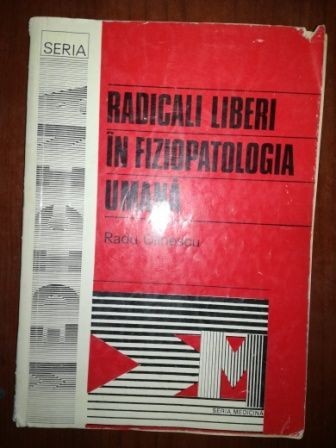 SERIA
MEDICINA
RADICALI LIBERI
ÎN FIZIOPATOLOGIA
UMANĂ
Radu Olinescu
M
SERIA MEDICINA